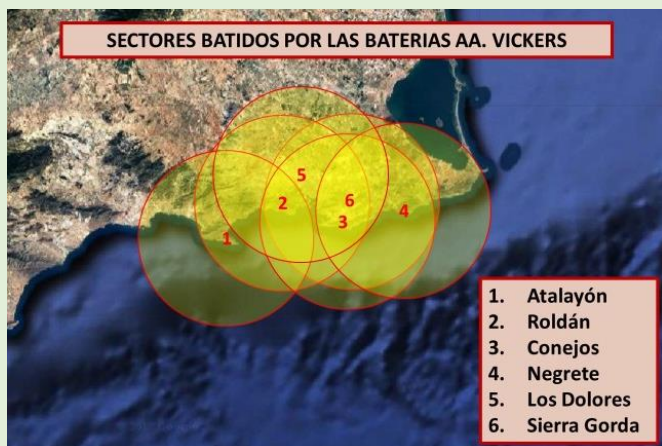 SECTORES BATIDOS POR LAS BATERIAS AA. VICKERS
5
2
6
3
4
1
1. Atalayón
2. Roldán
3. Conejos
4. Negrete
5. Los Dolores
6. Sierra Gorda